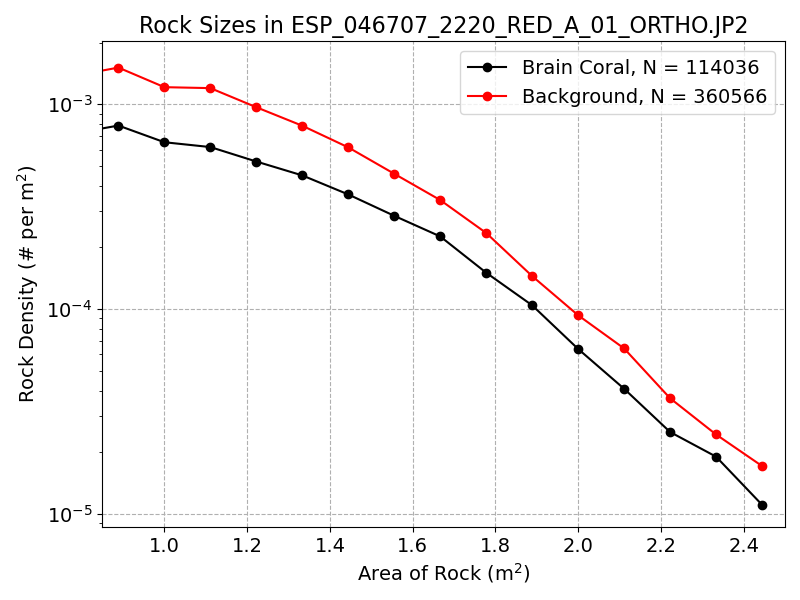 Rock Sizes in ESP_046707_2220_RED_A_01_ORTHO.JP2
Brain Coral, N = 114036
Background, N = 360566
Rock Density (# per m²)
10⁻³
10⁻⁴
10⁻⁵
1.0 1.2 1.4 1.6 1.8 2.0 2.2 2.4
Area of Rock (m²)